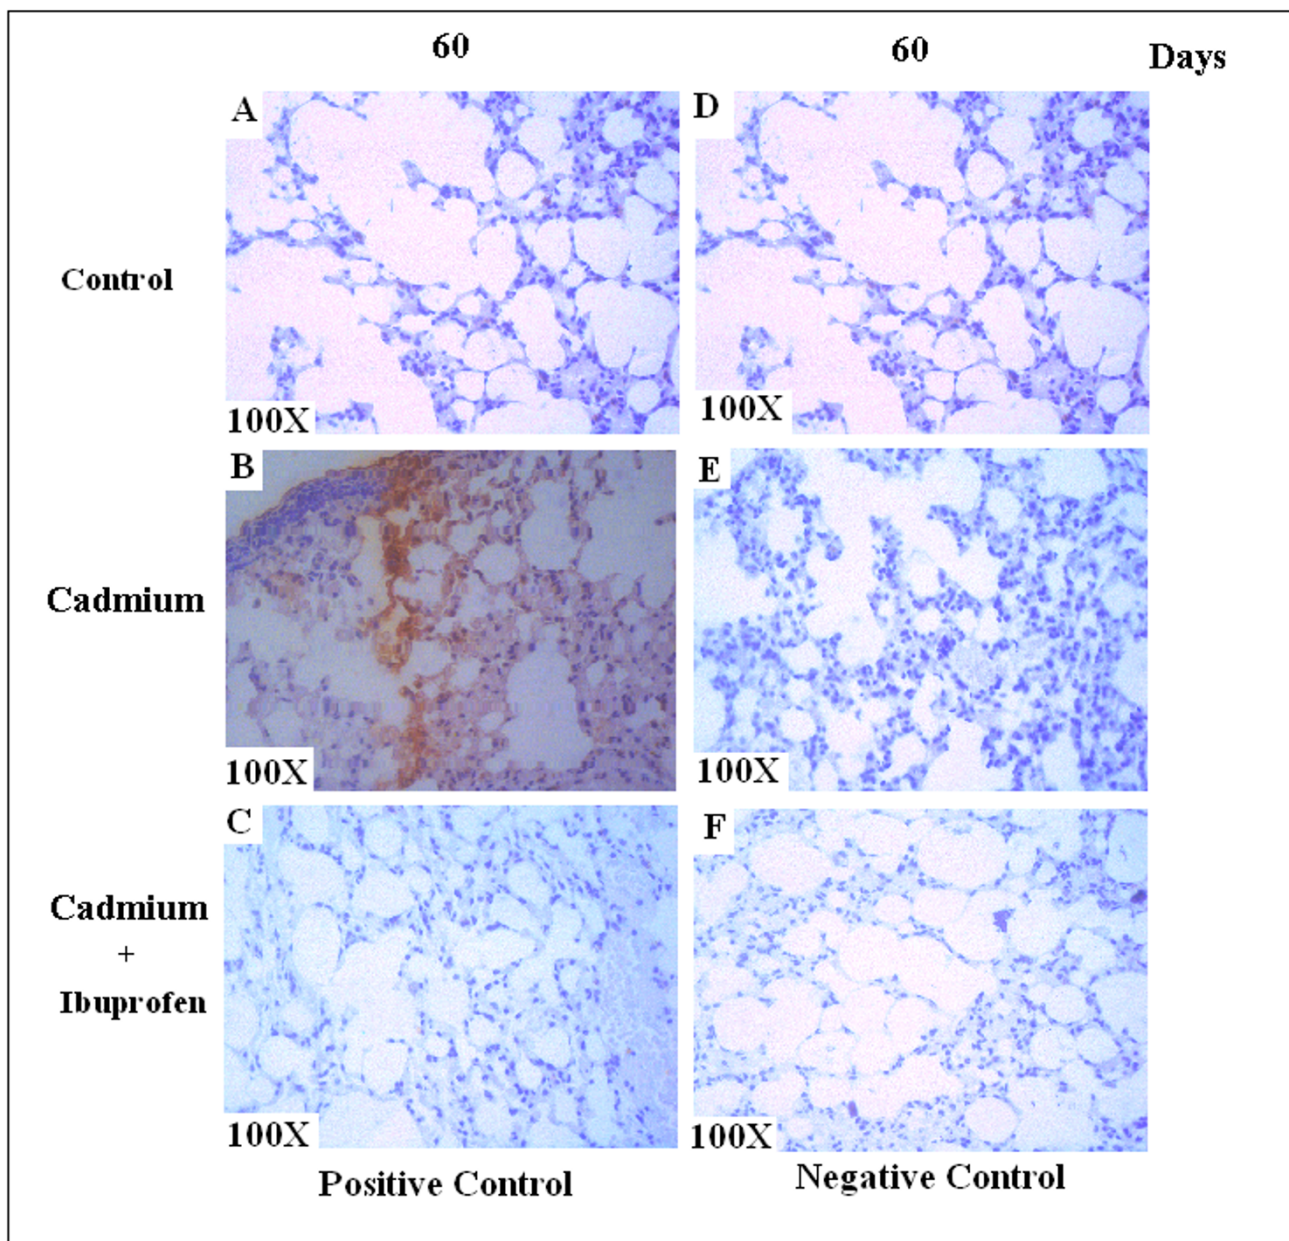 60
60
Days
A
D
Control
100X
100X
B
E
Cadmium
100X
100X
C
F
Cadmium
+
Ibuprofen
100X
100X
Positive Control
Negative Control